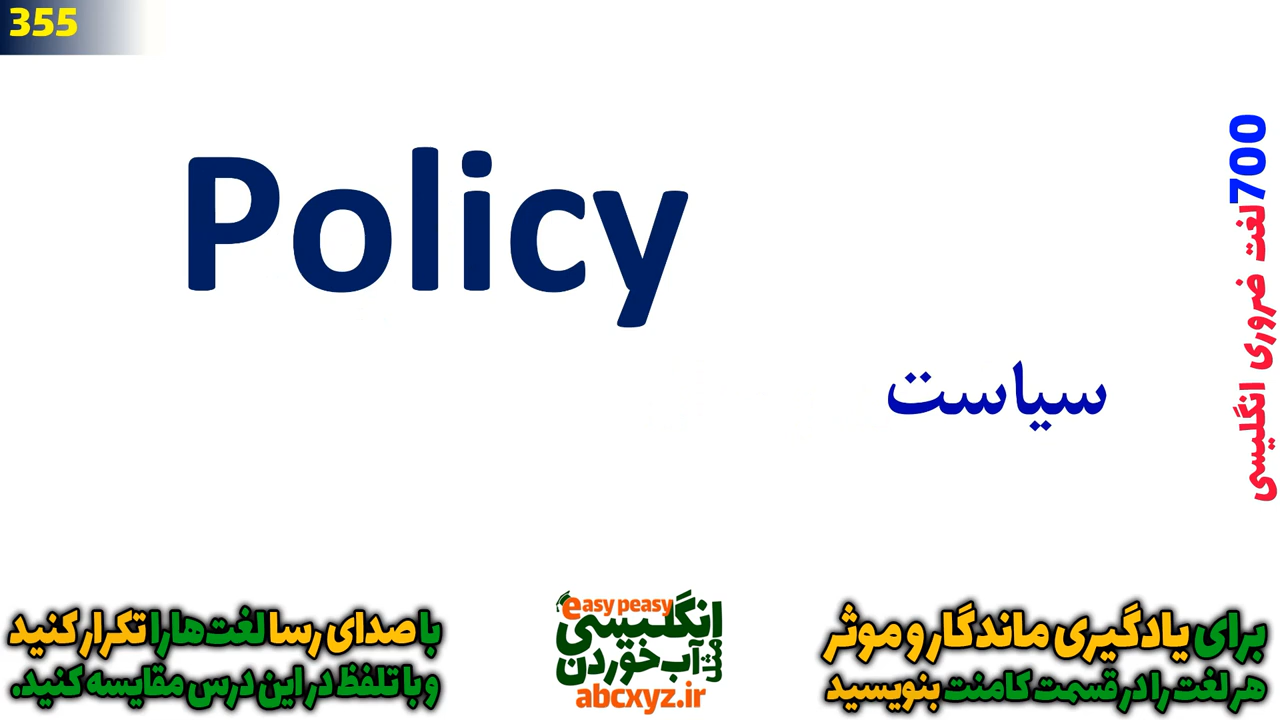 355
Policy
سیاست
700 لغت ضروری انگلیسی
با صدای رسا لغت‌ها را تکرار کنید
و با تلفظ در این درس مقایسه کنید.
easy peasy
انگلیسی
مثل آب خوردن
abcxyz.ir
برای یادگیری ماندگار و موثر
هر لغت را در قسمت کامنت بنویسید